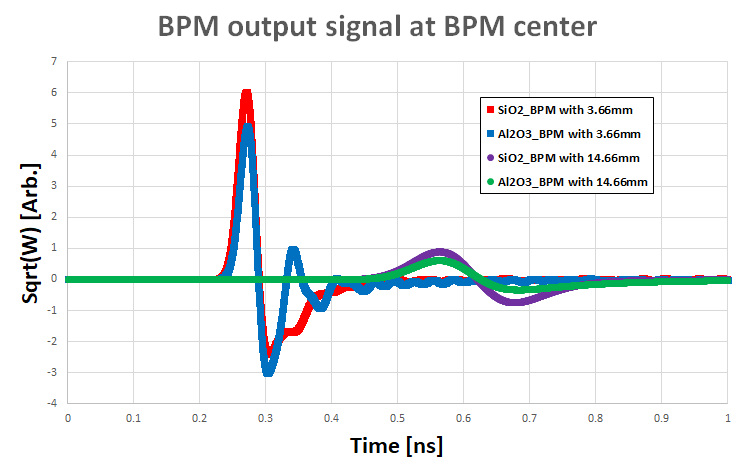 BPM output signal at BPM center
Sqrt(W) [Arb.]
7
6
5
4
3
2
1
0
-1
-2
-3
-4
SiO2_BPM with 3.66mm
Al2O3_BPM with 3.66mm
SiO2_BPM with 14.66mm
Al2O3_BPM with 14.66mm
0 0.1 0.2 0.3 0.4 0.5 0.6 0.7 0.8 0.9 1
Time [ns]